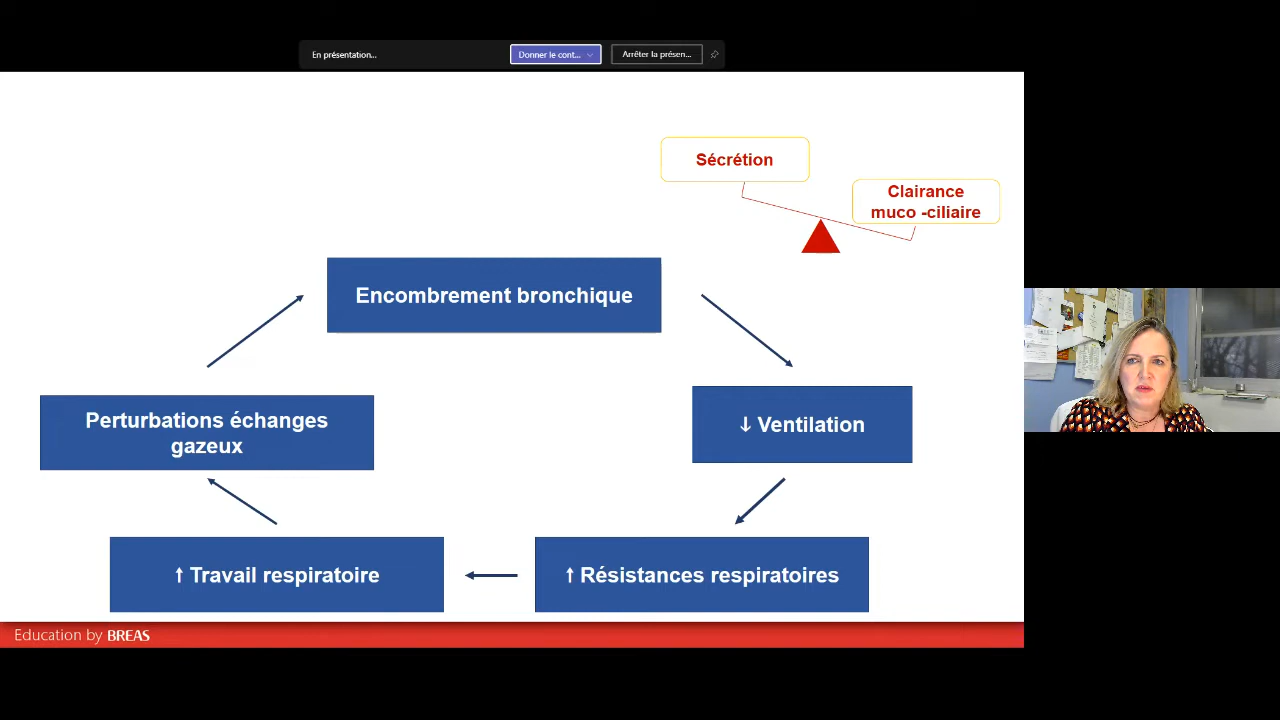 En présentation...
Donner le cont...
Arrêter la présen...
Sécrétion
Clairance
muco -ciliaire
Encombrement bronchique
Perturbations échanges
gazeux
↓ Ventilation
↑ Travail respiratoire
↑ Résistances respiratoires
Education by BREAS